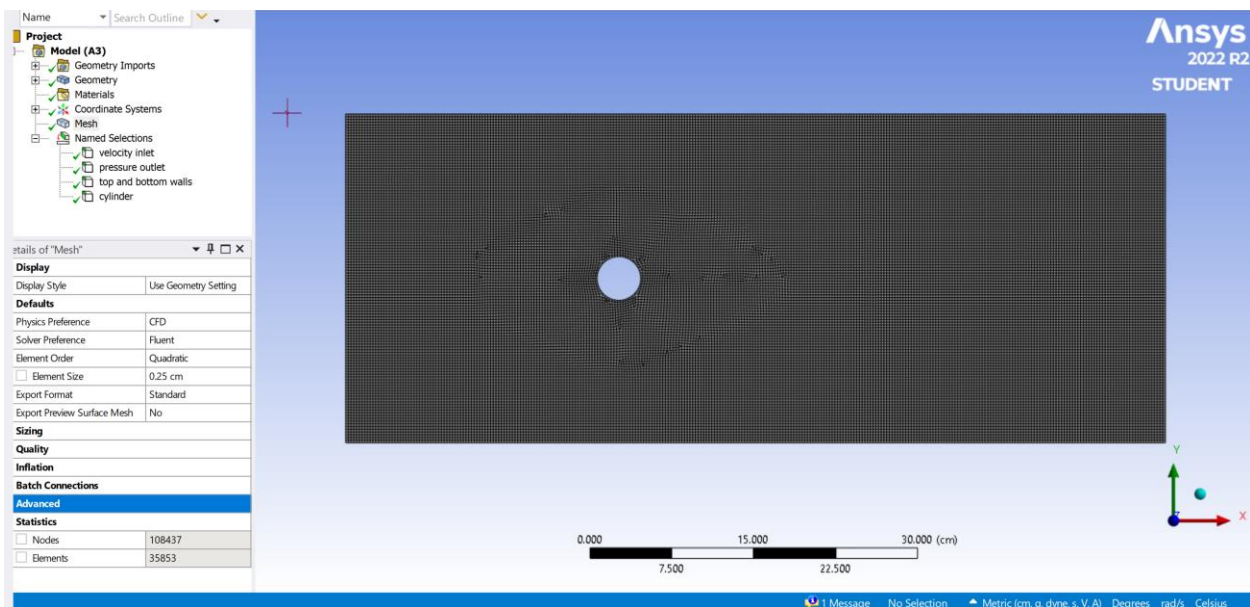 Name Search Outline
Project
Model (A3)
Geometry Imports
Geometry
Materials
Coordinate Systems
Mesh
Named Selections
velocity inlet
pressure outlet
top and bottom walls
cylinder
etails of "Mesh"
Display
Display Style Use Geometry Setting
Defaults
Physics Preference CFD
Solver Preference Fluent
Element Order Quadratic
Element Size 0.25 cm
Export Format Standard
Export Preview Surface Mesh No
Sizing
Quality
Inflation
Batch Connections
Advanced
Statistics
Nodes 108437
Elements 35853
Ansys
2022 R2
STUDENT
Y
Z X
0.000 15.000 30.000 (cm)
7.500 22.500
1 Message No Selection Metric (cm, g, dyne, s, V, A) Degrees rad/s Celsius